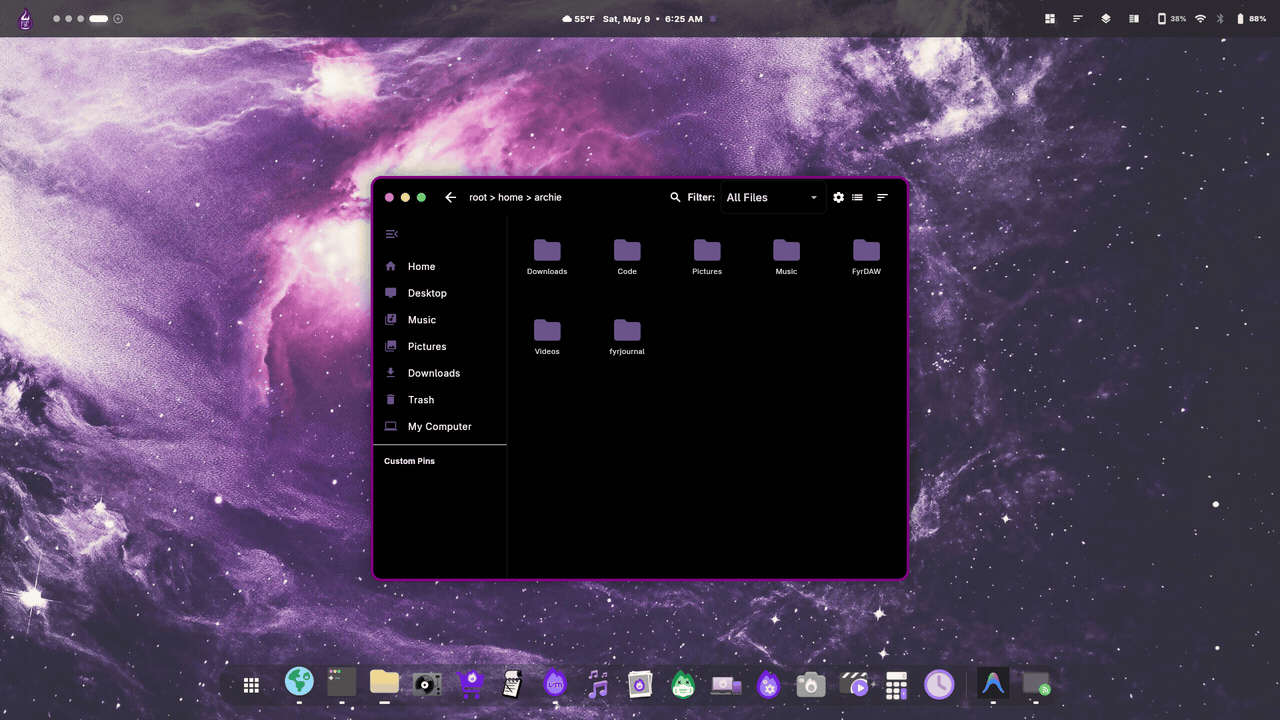 55°F Sat, May 9 • 6:25 AM
38%
88%
root > home > archie
Filter:
All Files
Home
Desktop
Music
Pictures
Downloads
Trash
My Computer
Custom Pins
Downloads
Code
Pictures
Music
FyrDAW
Videos
fyrjournal